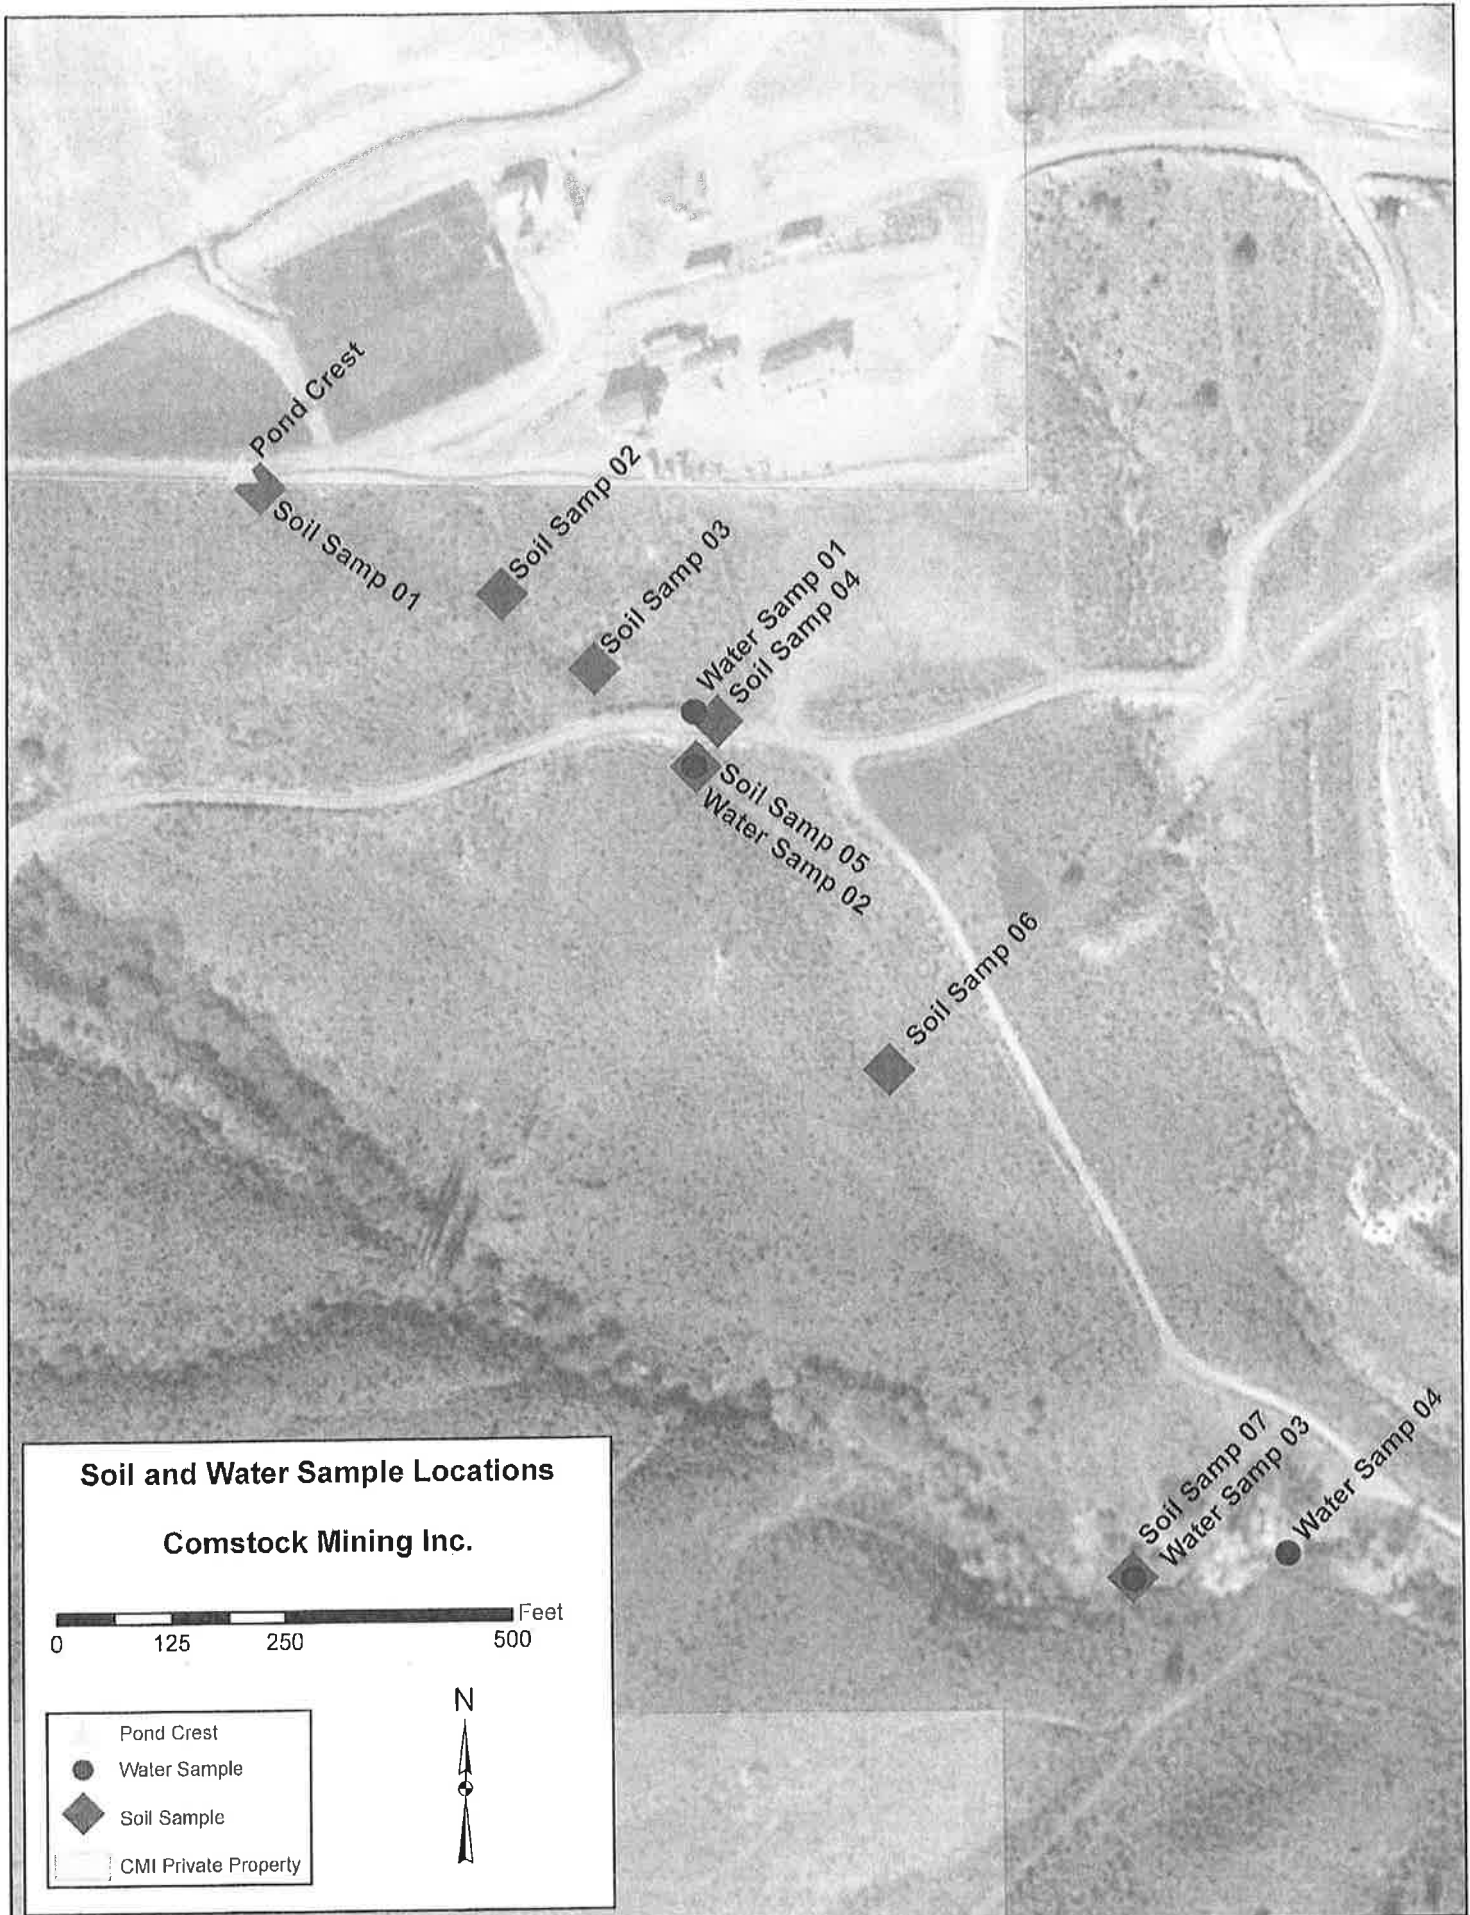 Pond Crest
Soil Samp 01
Soil Samp 02
Soil Samp 03
Water Samp 01
Soil Samp 04
Soil Samp 05
Water Samp 02
Soil Samp 06
Soil Samp 07
Water Samp 03
Water Samp 04
Soil and Water Sample Locations
Comstock Mining Inc.
Feet
0 125 250 500
N
Pond Crest
Water Sample
Soil Sample
CMI Private Property